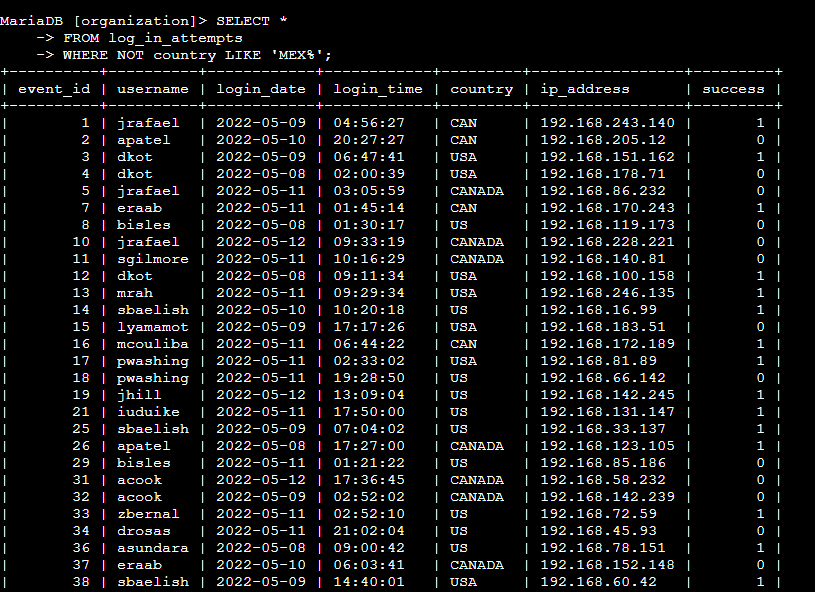 MariaDB [organization]> SELECT *
    -> FROM log_in_attempts
    -> WHERE NOT country LIKE 'MEX%';
+----------+----------+------------+------------+---------+-----------------+---------+
| event_id | username | login_date | login_time | country | ip_address      | success |
+----------+----------+------------+------------+---------+-----------------+---------+
|        1 | jrafael  | 2022-05-09 | 04:56:27   | CAN     | 192.168.243.140 |       1 |
|        2 | apatel   | 2022-05-10 | 20:27:27   | CAN     | 192.168.205.12  |       0 |
|        3 | dkot     | 2022-05-09 | 06:47:41   | USA     | 192.168.151.162 |       1 |
|        4 | dkot     | 2022-05-08 | 02:00:39   | USA     | 192.168.178.71  |       0 |
|        5 | jrafael  | 2022-05-11 | 03:05:59   | CANADA  | 192.168.86.232  |       0 |
|        7 | eraab    | 2022-05-11 | 01:45:14   | CAN     | 192.168.170.243 |       1 |
|        8 | bisles   | 2022-05-08 | 01:30:17   | US      | 192.168.119.173 |       0 |
|       10 | jrafael  | 2022-05-12 | 09:33:19   | CANADA  | 192.168.228.221 |       0 |
|       11 | sgilmore | 2022-05-11 | 10:16:29   | CANADA  | 192.168.140.81  |       0 |
|       12 | dkot     | 2022-05-08 | 09:11:34   | USA     | 192.168.100.158 |       1 |
|       13 | mrah     | 2022-05-11 | 09:29:34   | USA     | 192.168.246.135 |       1 |
|       14 | sbaelish | 2022-05-10 | 10:20:18   | US      | 192.168.16.99   |       1 |
|       15 | lyamamot | 2022-05-09 | 17:17:26   | USA     | 192.168.183.51  |       0 |
|       16 | mcouliba | 2022-05-11 | 06:44:22   | CAN     | 192.168.172.189 |       1 |
|       17 | pwashing | 2022-05-11 | 02:33:02   | USA     | 192.168.81.89   |       1 |
|       18 | pwashing | 2022-05-11 | 19:28:50   | US      | 192.168.66.142  |       0 |
|       19 | jhill    | 2022-05-12 | 13:09:04   | US      | 192.168.142.245 |       1 |
|       21 | iuduike  | 2022-05-11 | 17:50:00   | US      | 192.168.131.147 |       1 |
|       25 | sbaelish | 2022-05-09 | 07:04:02   | US      | 192.168.33.137  |       1 |
|       26 | apatel   | 2022-05-08 | 17:27:00   | CANADA  | 192.168.123.105 |       1 |
|       29 | bisles   | 2022-05-11 | 01:21:22   | US      | 192.168.85.186  |       0 |
|       31 | acook    | 2022-05-12 | 17:36:45   | CANADA  | 192.168.58.232  |       0 |
|       32 | acook    | 2022-05-09 | 02:52:02   | CANADA  | 192.168.142.239 |       0 |
|       33 | zbernal  | 2022-05-11 | 02:52:10   | US      | 192.168.72.59   |       1 |
|       34 | drosas   | 2022-05-11 | 21:02:04   | US      | 192.168.45.93   |       0 |
|       36 | asundara | 2022-05-08 | 09:00:42   | US      | 192.168.78.151  |       1 |
|       37 | eraab    | 2022-05-10 | 06:03:41   | CANADA  | 192.168.152.148 |       0 |
|       38 | sbaelish | 2022-05-09 | 14:40:01   | USA     | 192.168.60.42   |       1 |